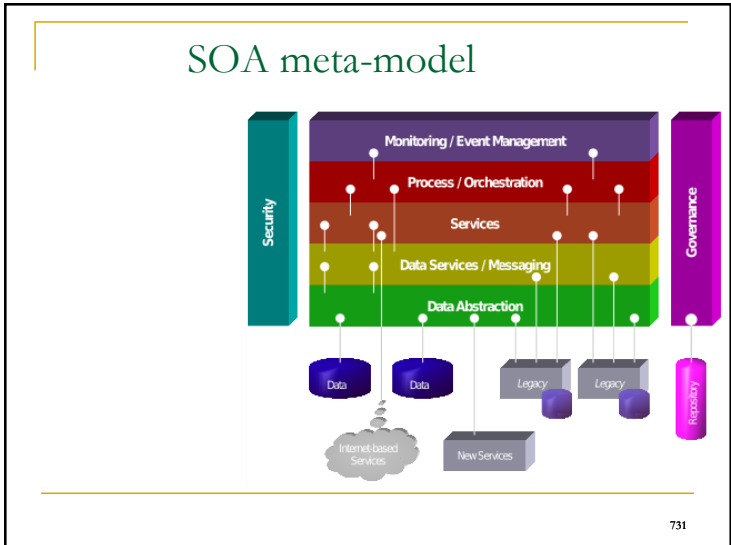 SOA meta-model
Security
Monitoring / Event Management
Process / Orchestration
Services
Data Services / Messaging
Data Abstraction
Governance
Data
Data
Legacy
Legacy
Repository
Internet-based
Services
New Services
731